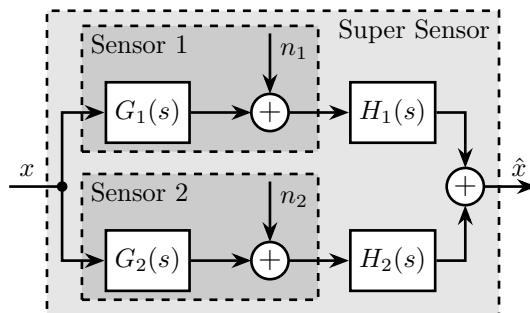 Super Sensor
Sensor 1
n₁
G₁(s)
+
H₁(s)
x
+
x̂
Sensor 2
n₂
G₂(s)
+
H₂(s)